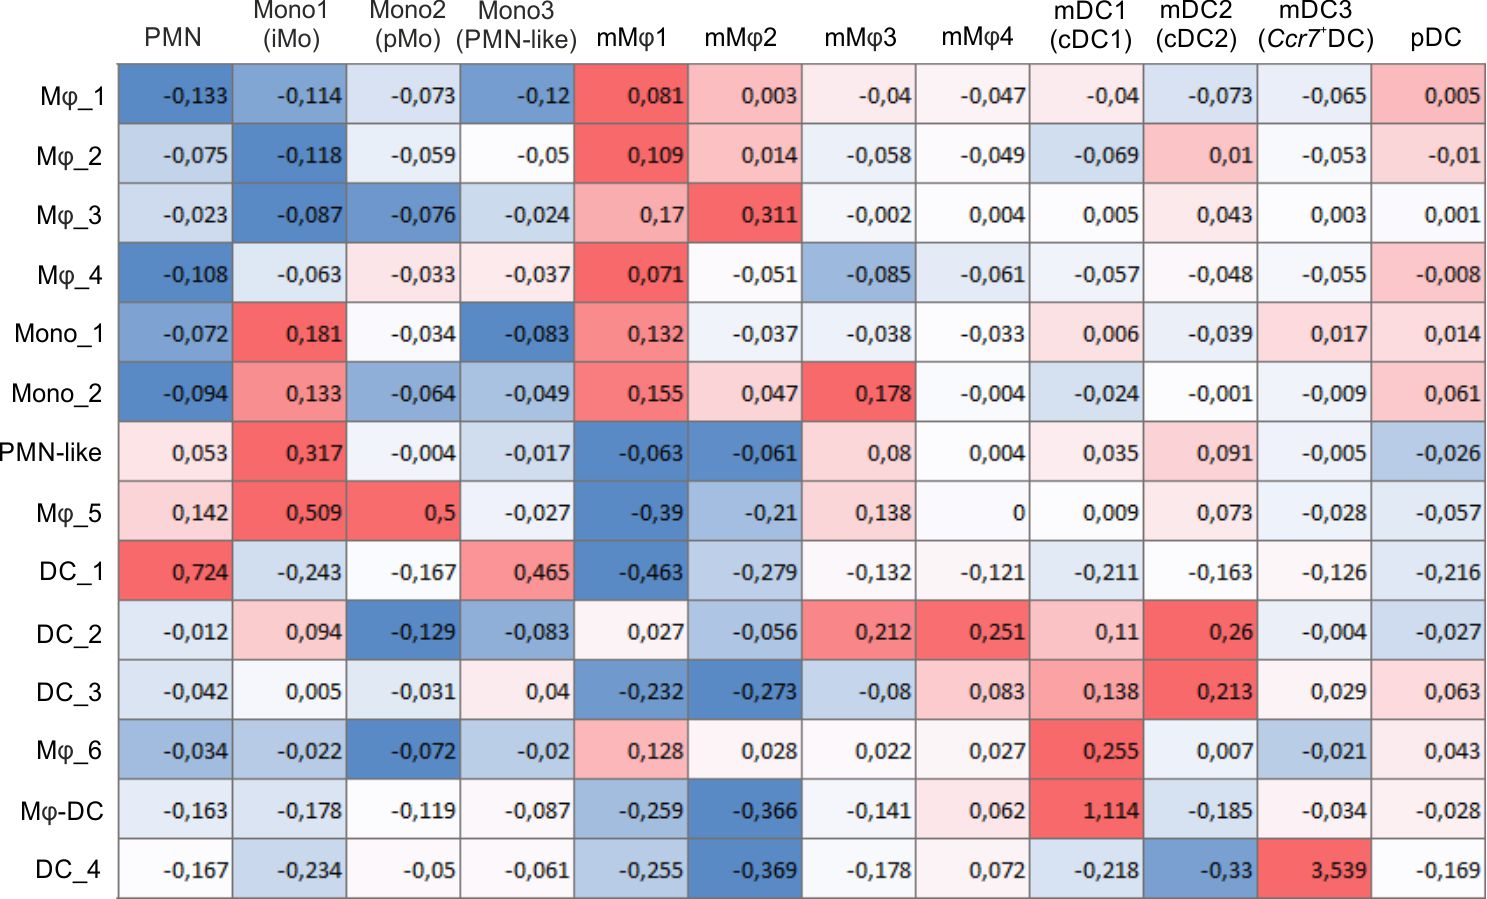 PMN Mono1 (iMo) Mono2 (pMo) Mono3 (PMN-like) mMφ1 mMφ2 mMφ3 mMφ4 mDC1 (cDC1) mDC2 (cDC2) mDC3 (Ccr7⁺DC) pDC
Mφ_1 -0,133 -0,114 -0,073 -0,12 0,081 0,003 -0,04 -0,047 -0,04 -0,073 -0,065 0,005
Mφ_2 -0,075 -0,118 -0,059 -0,05 0,109 0,014 -0,058 -0,049 -0,069 0,01 -0,053 -0,01
Mφ_3 -0,023 -0,087 -0,076 -0,024 0,17 0,311 -0,002 0,004 0,005 0,043 0,003 0,001
Mφ_4 -0,108 -0,063 -0,033 -0,037 0,071 -0,051 -0,085 -0,061 -0,057 -0,048 -0,055 -0,008
Mono_1 -0,072 0,181 -0,034 -0,083 0,132 -0,037 -0,038 -0,033 0,006 -0,039 0,017 0,014
Mono_2 -0,094 0,133 -0,064 -0,049 0,155 0,047 0,178 -0,004 -0,024 -0,001 -0,009 0,061
PMN-like 0,053 0,317 -0,004 -0,017 -0,063 -0,061 0,08 0,004 0,035 0,091 -0,005 -0,026
Mφ_5 0,142 0,509 0,5 -0,027 -0,39 -0,21 0,138 0 0,009 0,073 -0,028 -0,057
DC_1 0,724 -0,243 -0,167 0,465 -0,463 -0,279 -0,132 -0,121 -0,211 -0,163 -0,126 -0,216
DC_2 -0,012 0,094 -0,129 -0,083 0,027 -0,056 0,212 0,251 0,11 0,26 -0,004 -0,027
DC_3 -0,042 0,005 -0,031 0,04 -0,232 -0,273 -0,08 0,083 0,138 0,213 0,029 0,063
Mφ_6 -0,034 -0,022 -0,072 -0,02 0,128 0,028 0,022 0,027 0,255 0,007 -0,021 0,043
Mφ-DC -0,163 -0,178 -0,119 -0,087 -0,259 -0,366 -0,141 0,062 1,114 -0,185 -0,034 -0,028
DC_4 -0,167 -0,234 -0,05 -0,061 -0,255 -0,369 -0,178 0,072 -0,218 -0,33 3,539 -0,169